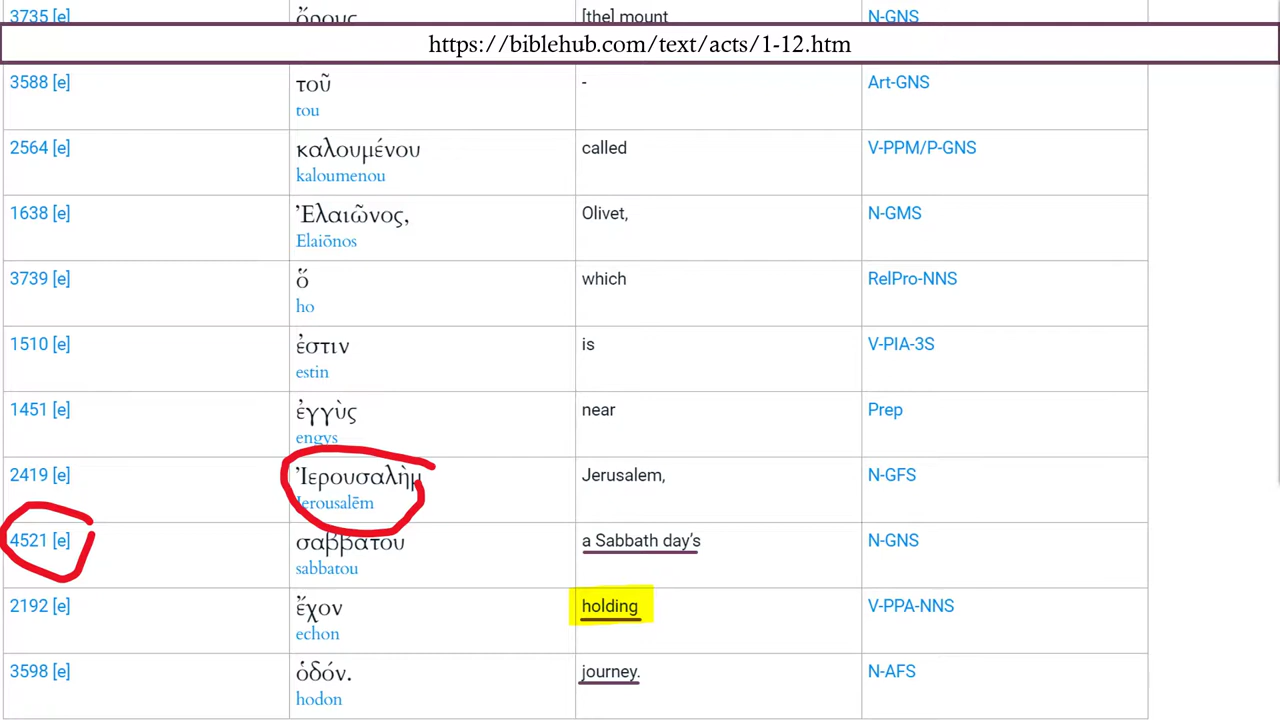 3735 [e] ὄρους [the] mount N-GNS
https://biblehub.com/text/acts/1-12.htm
3588 [e] τοῦ - Art-GNS
tou
2564 [e] καλουμένου called V-PPM/P-GNS
kaloumenou
1638 [e] Ἐλαιῶνος, Olivet, N-GMS
Elaiōnos
3739 [e] ὅ which RelPro-NNS
ho
1510 [e] ἐστιν is V-PIA-3S
estin
1451 [e] ἐγγὺς near Prep
engys
2419 [e] Ἰερουσαλὴμ Jerusalem, N-GFS
Ierousalēm
4521 [e] σαββάτου a Sabbath day’s N-GNS
sabbatou
2192 [e] ἔχον holding V-PPA-NNS
echon
3598 [e] ὁδόν. journey. N-AFS
hodon